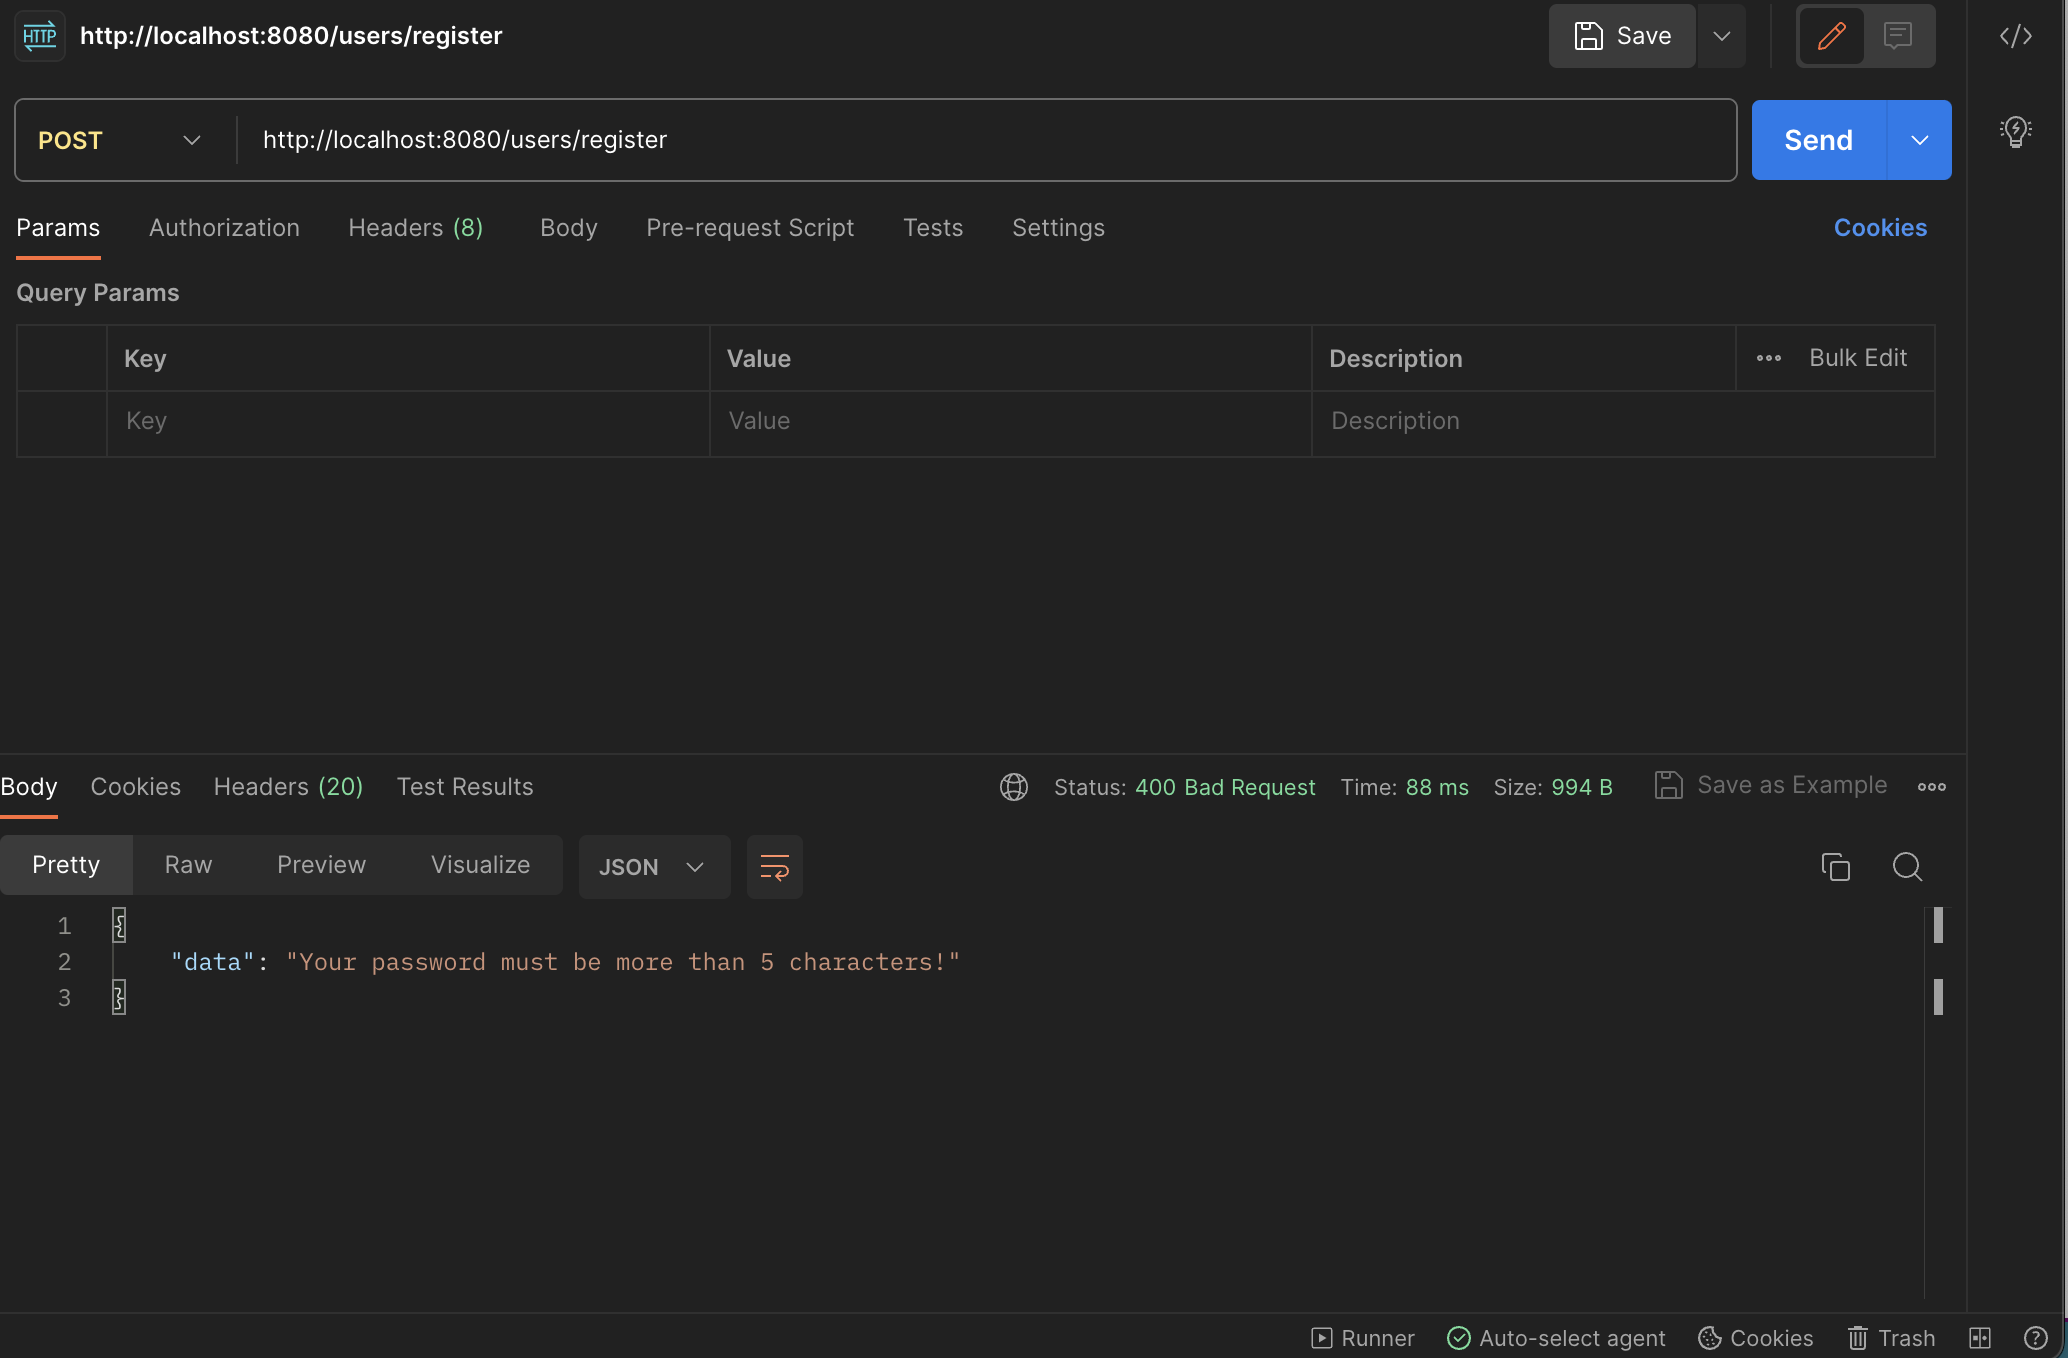 HTTP http://localhost:8080/users/register Save
POST http://localhost:8080/users/register Send
Params Authorization Headers (8) Body Pre-request Script Tests Settings Cookies
Query Params
Key Value Description Bulk Edit
Key Value Description
Body Cookies Headers (20) Test Results Status: 400 Bad Request Time: 88 ms Size: 994 B Save as Example
Pretty Raw Preview Visualize JSON
1 {
2 "data": "Your password must be more than 5 characters!"
3 }
Runner Auto-select agent Cookies Trash